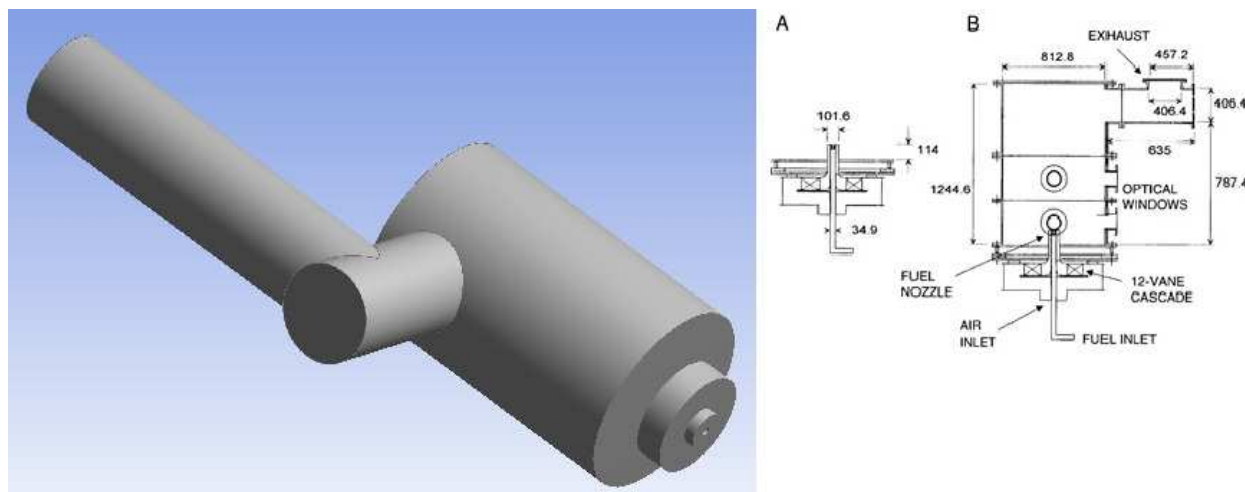 A
B
EXHAUST
457.2
812.8
406.4
406.4
101.6
114
635
1244.6
OPTICAL
WINDOWS
787.4
34.9
FUEL
NOZZLE
12-VANE
CASCADE
AIR
INLET
FUEL INLET